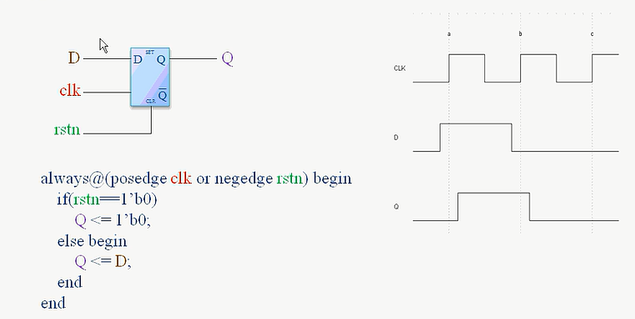 D
clk
rstn
D
SET
Q
Q
CLR
Q
always@(posedge clk or negedge rstn) begin
if(rstn==1’b0)
Q <= 1’b0;
else begin
Q <= D;
end
end
a
b
c
CLK
D
Q